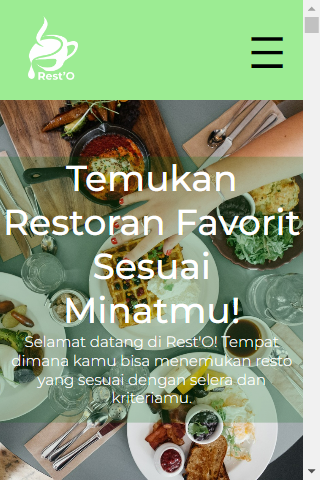 Rest'O
Temukan
Restoran Favorit
Sesuai
Minatmu!
Selamat datang di Rest'O! Tempat
dimana kamu bisa menemukan resto
yang sesuai dengan selera dan
kriteriamu.